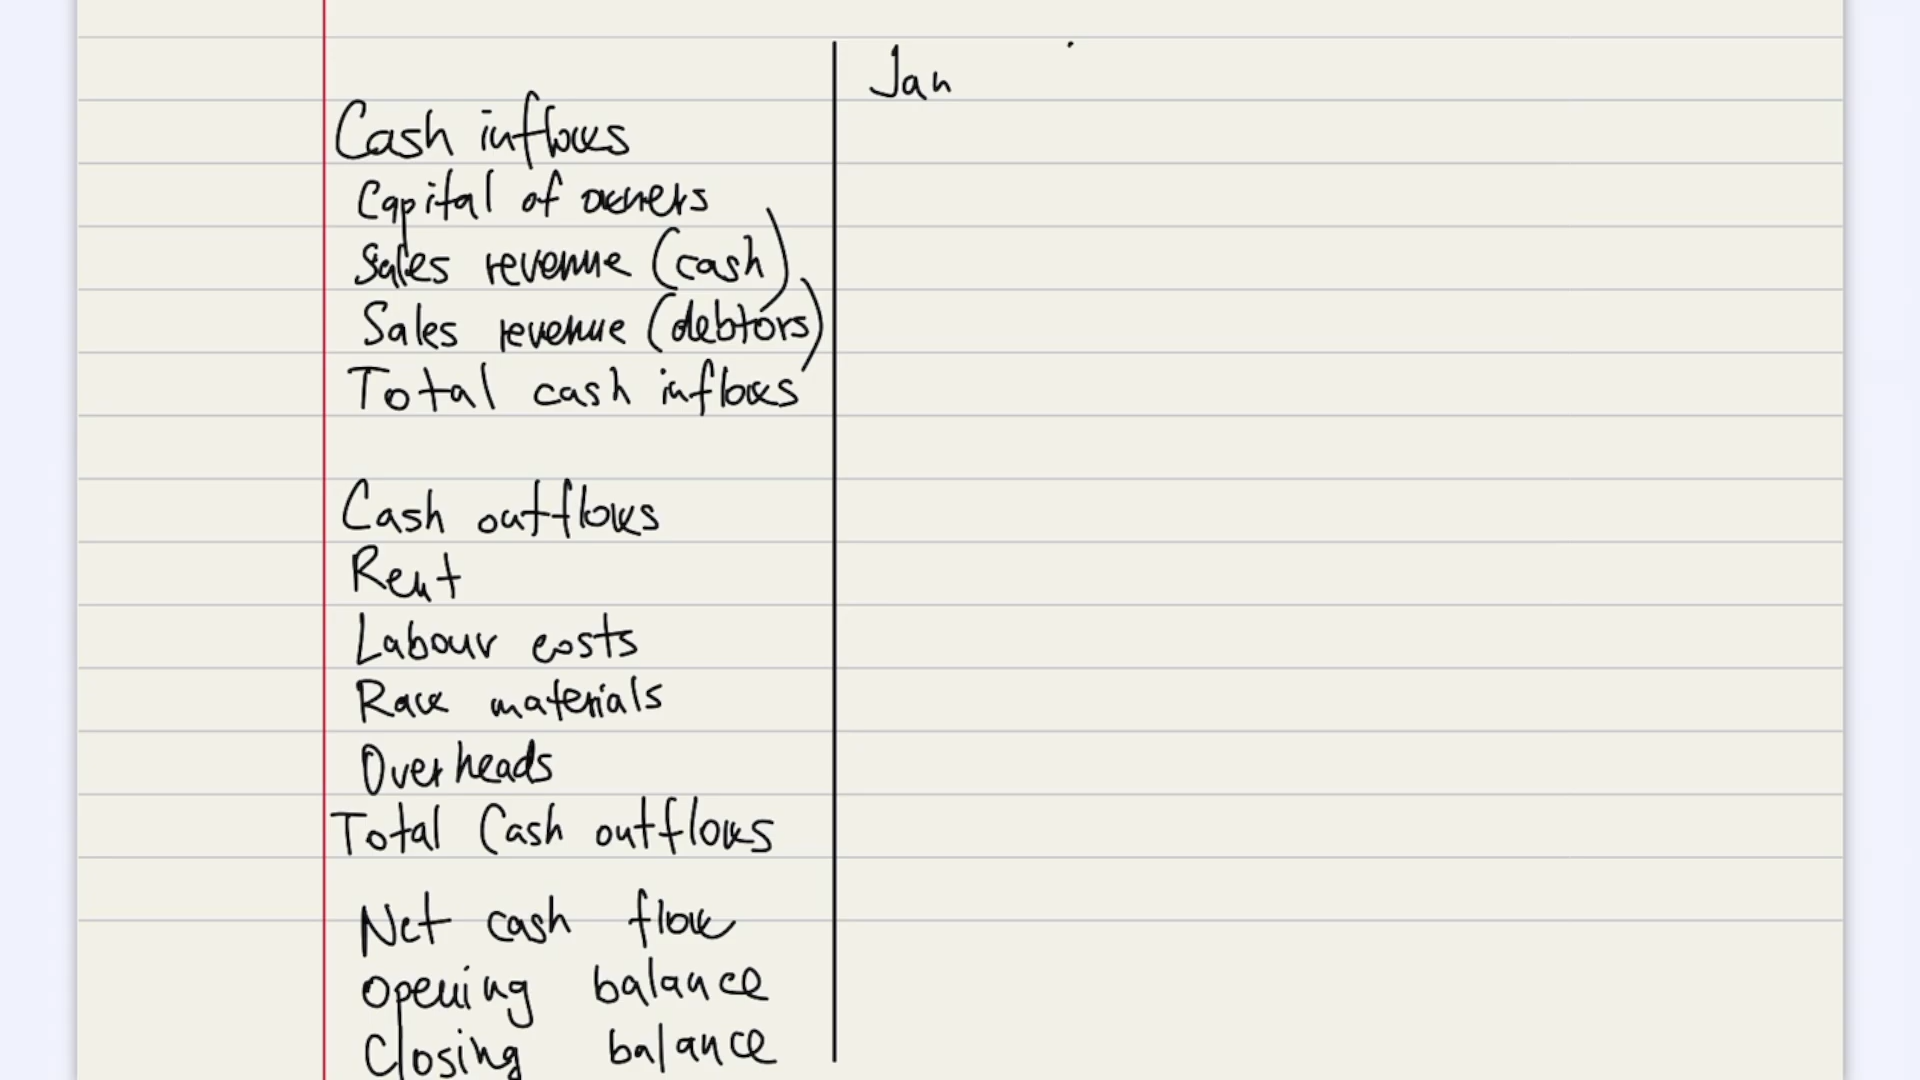 Jan
Cash inflows
Capital of owners
Sales revenue (cash)
Sales revenue (debtors)
Total cash inflows
Cash outflows
Rent
Labour costs
Raw materials
Overheads
Total Cash outflows
Net cash flow
Opening balance
Closing balance